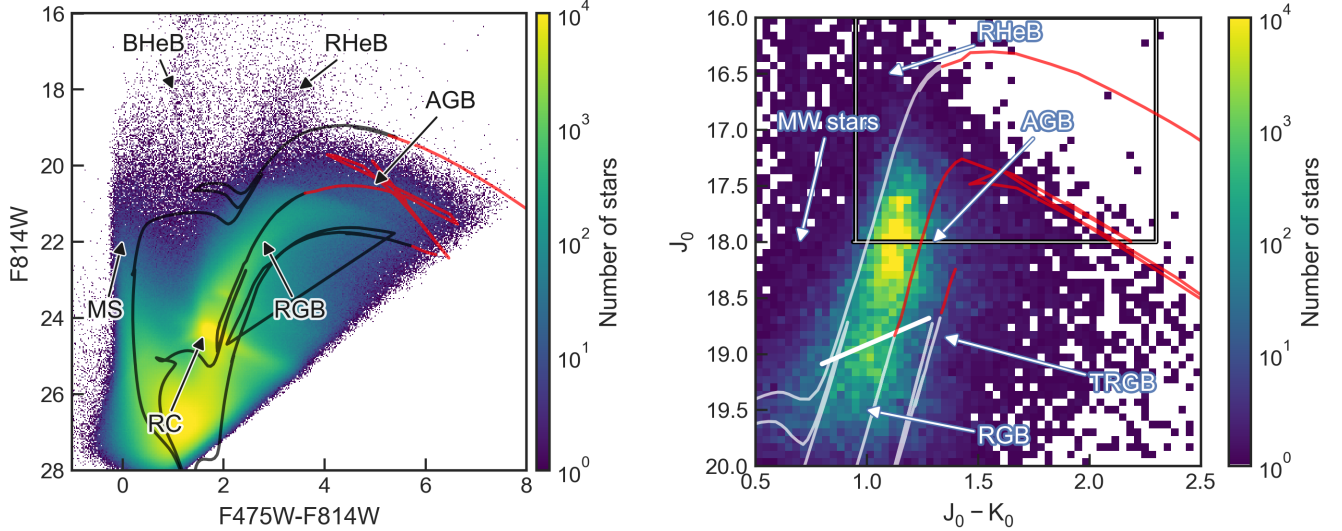 16
18
20
22
24
26
28
F814W
0
2
4
6
8
F475W-F814W
BHeB
RHeB
AGB
MS
RGB
RC
10^4
10^3
10^2
10^1
10^0
Number of stars
16.0
16.5
17.0
17.5
18.0
18.5
19.0
19.5
20.0
J_0
0.5
1.0
1.5
2.0
2.5
J_0 − K_0
RHeB
MW stars
AGB
TRGB
RGB
10^4
10^3
10^2
10^1
10^0
Number of stars